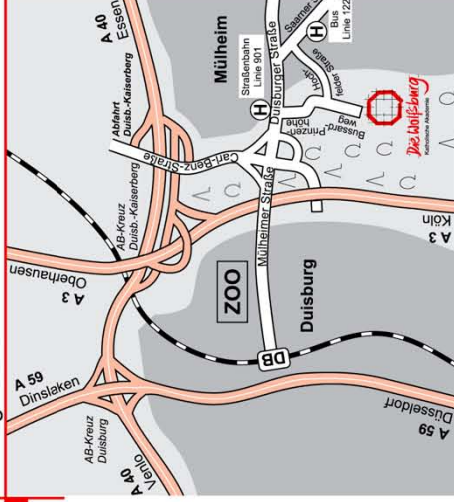 A 40
Essen
Mülheim
Straßenbahn
Linie 901
Saarner S
Bus
Linie 122
Abfahrt
Duisb.-Kaiserberg
Carl-Benz-Straße
Duisburger Straße
Hoch-
felder Straße
Prinzen-
höhe
Bussard-
weg
Die Wolfsburg
Katholische Akademie
AB-Kreuz
Duisb.-Kaiserberg
Mülheimer Straße
A 3
Köln
A 3
Oberhausen
ZOO
Duisburg
DB
A 59
Dinslaken
AB-Kreuz
Duisburg
A 40
Venlo
A 59
Düsseldorf
H
H